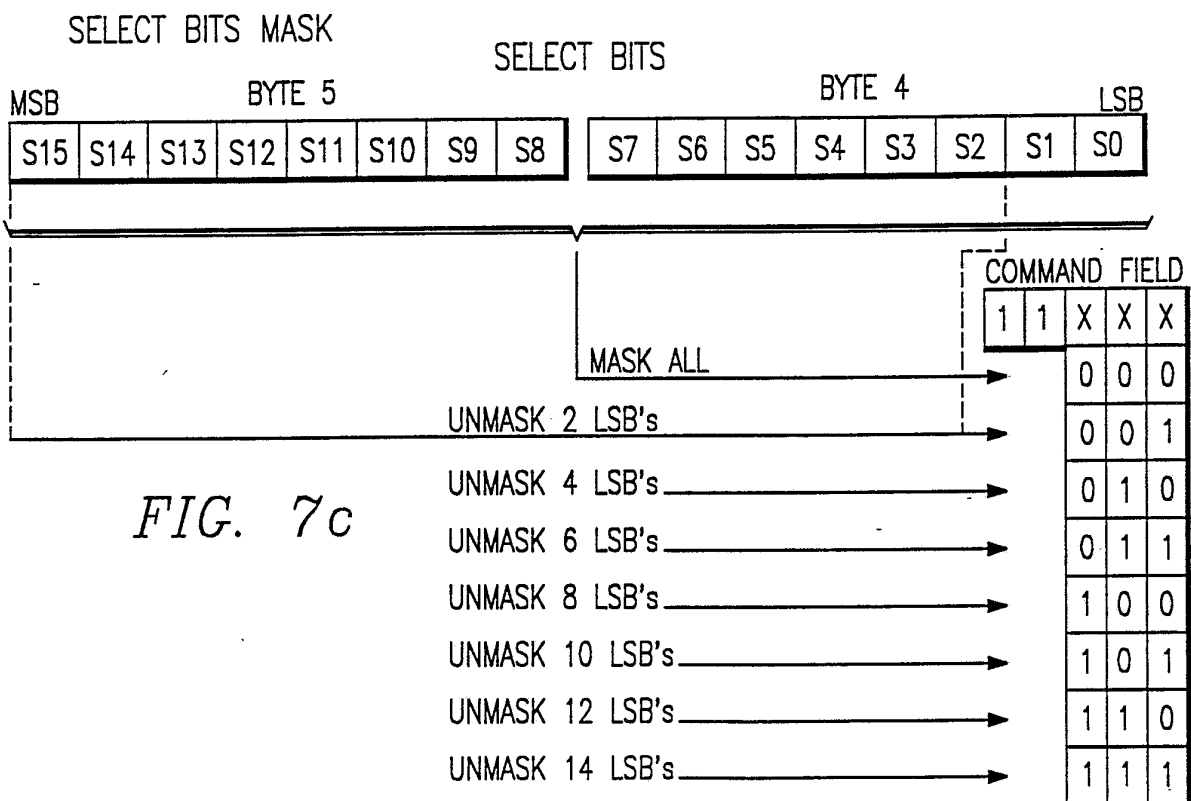 SELECT BITS MASK
SELECT BITS
MSB BYTE 5 BYTE 4 LSB
S15 S14 S13 S12 S11 S10 S9 S8 S7 S6 S5 S4 S3 S2 S1 S0
COMMAND FIELD
1 1 X X X
MASK ALL 0 0 0
UNMASK 2 LSB's 0 0 1
UNMASK 4 LSB's 0 1 0
UNMASK 6 LSB's 0 1 1
UNMASK 8 LSB's 1 0 0
UNMASK 10 LSB's 1 0 1
UNMASK 12 LSB's 1 1 0
UNMASK 14 LSB's 1 1 1
FIG. 7c